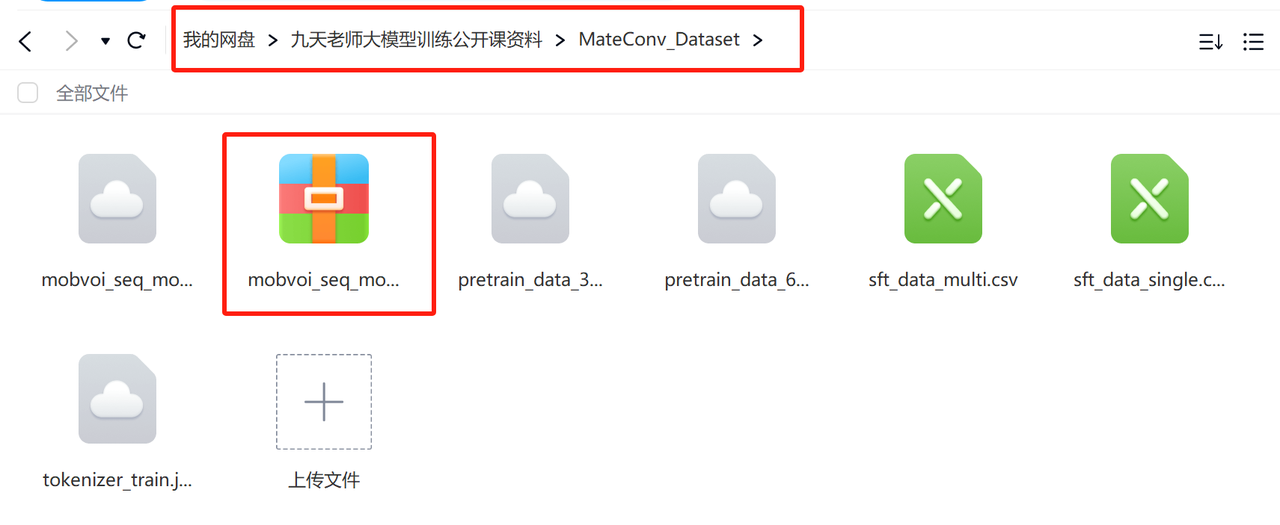 我的网盘 > 九天老师大模型训练公开课资料 > MateConv_Dataset >
全部文件
mobvoi_seq_mo... mobvoi_seq_mo... pretrain_data_3... pretrain_data_6... sft_data_multi.csv sft_data_single.c...
tokenizer_train.j... 上传文件